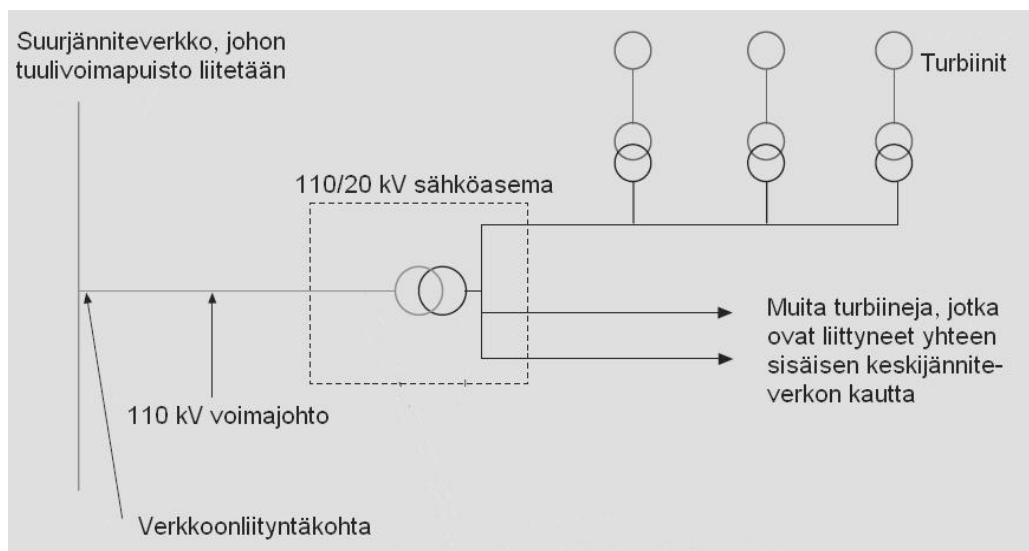 Suurjänniteverkko, johon
tuulivoimapuisto liitetään
Turbiinit
110/20 kV sähköasema
Muita turbiineja, jotka
ovat liittyneet yhteen
sisäisen keskijännite-
verkon kautta
110 kV voimajohto
Verkkoonliityntäkohta